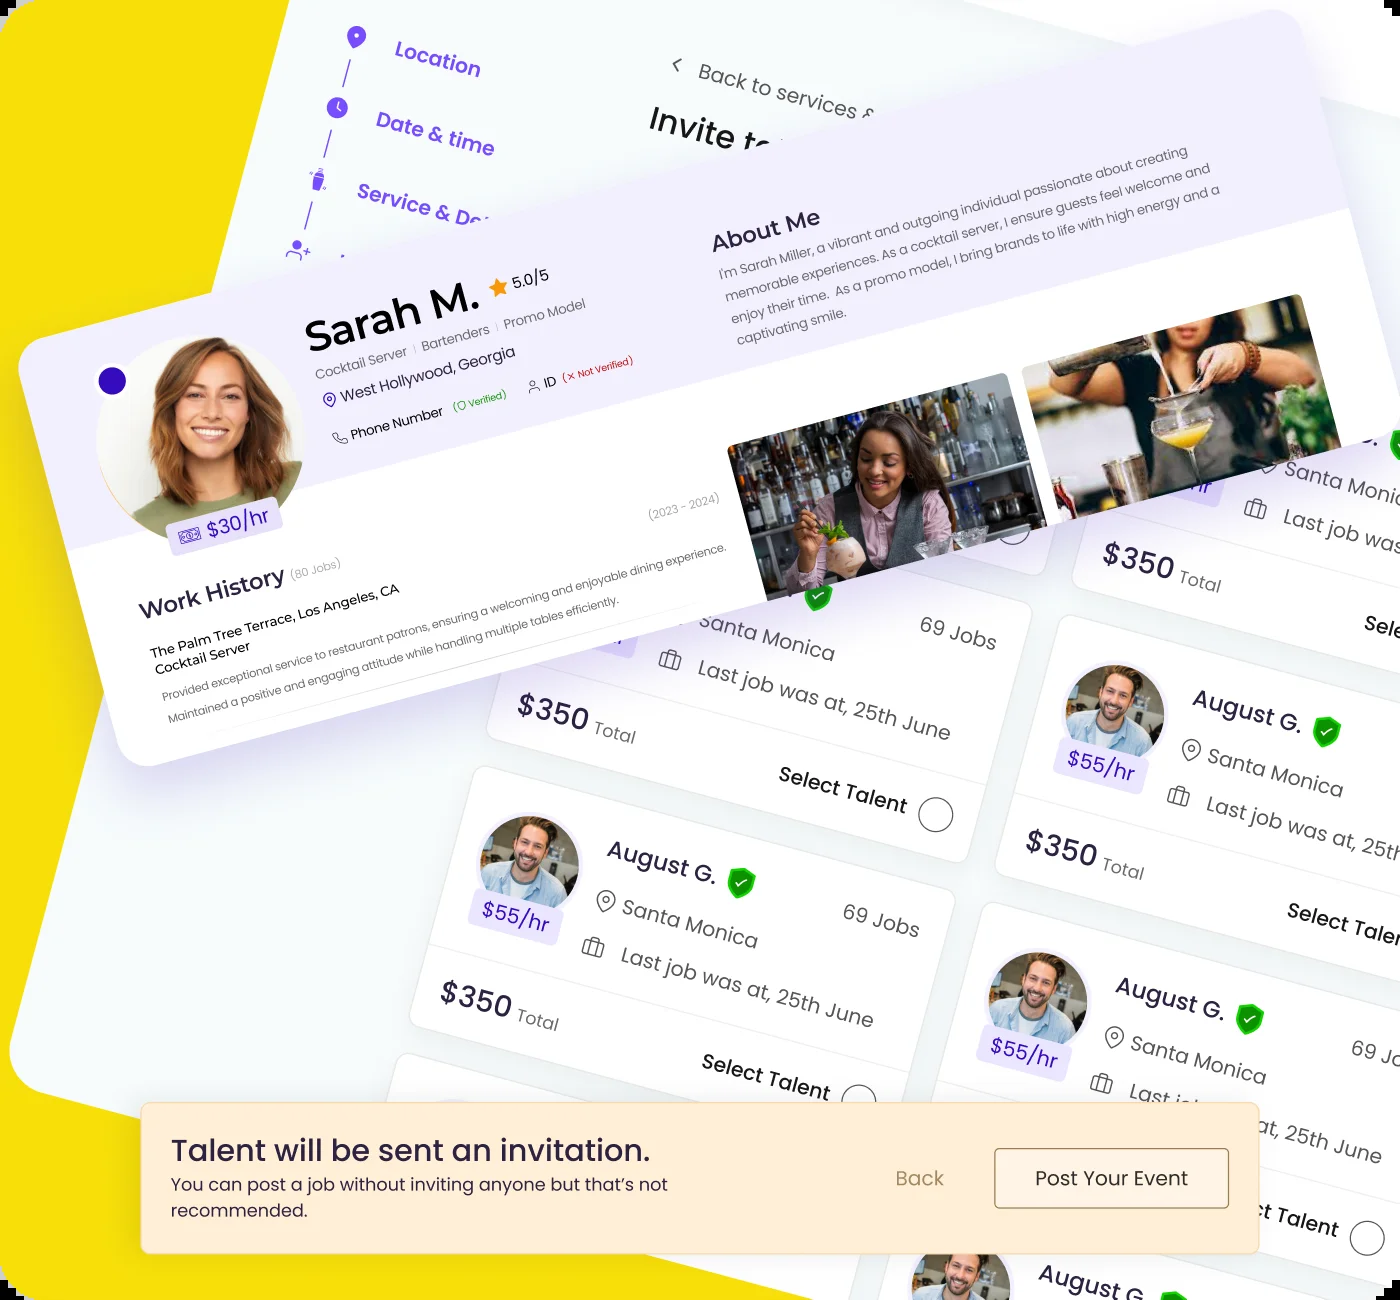 Location
Date & time
Service & De
Back to services &
Invite to
Sarah M.
5.0/5
Cocktail Server | Bartenders | Promo Model
West Hollywood, Georgia
Phone Number (Verified)
ID (× Not Verified)
$30/hr
About Me
I'm Sarah Miller, a vibrant and outgoing individual passionate about creating
memorable experiences. As a cocktail server, I ensure guests feel welcome and
enjoy their time. As a promo model, I bring brands to life with high energy and a
captivating smile.
Work History (80 Jobs)
(2023 - 2024)
The Palm Tree Terrace, Los Angeles, CA
Cocktail Server
Provided exceptional service to restaurant patrons, ensuring a welcoming and enjoyable dining experience.
Maintained a positive and engaging attitude while handling multiple tables efficiently.
hr
Santa Monic
Last job was
$350 Total
Sele
69 Jobs
Santa Monica
Last job was at, 25th June
$350 Total
Select Talent
August G.
$55/hr
Santa Monica
Last job was at, 25t
$350 Total
Select Taler
August G.
69 Jobs
$55/hr
Santa Monica
Last job was at, 25th June
$350 Total
Select Talent
August G.
69 Jo
$55/hr
Santa Monica
Last j
at, 25th June
ct Talent
August G.
Talent will be sent an invitation.
You can post a job without inviting anyone but that’s not
recommended.
Back
Post Your Event